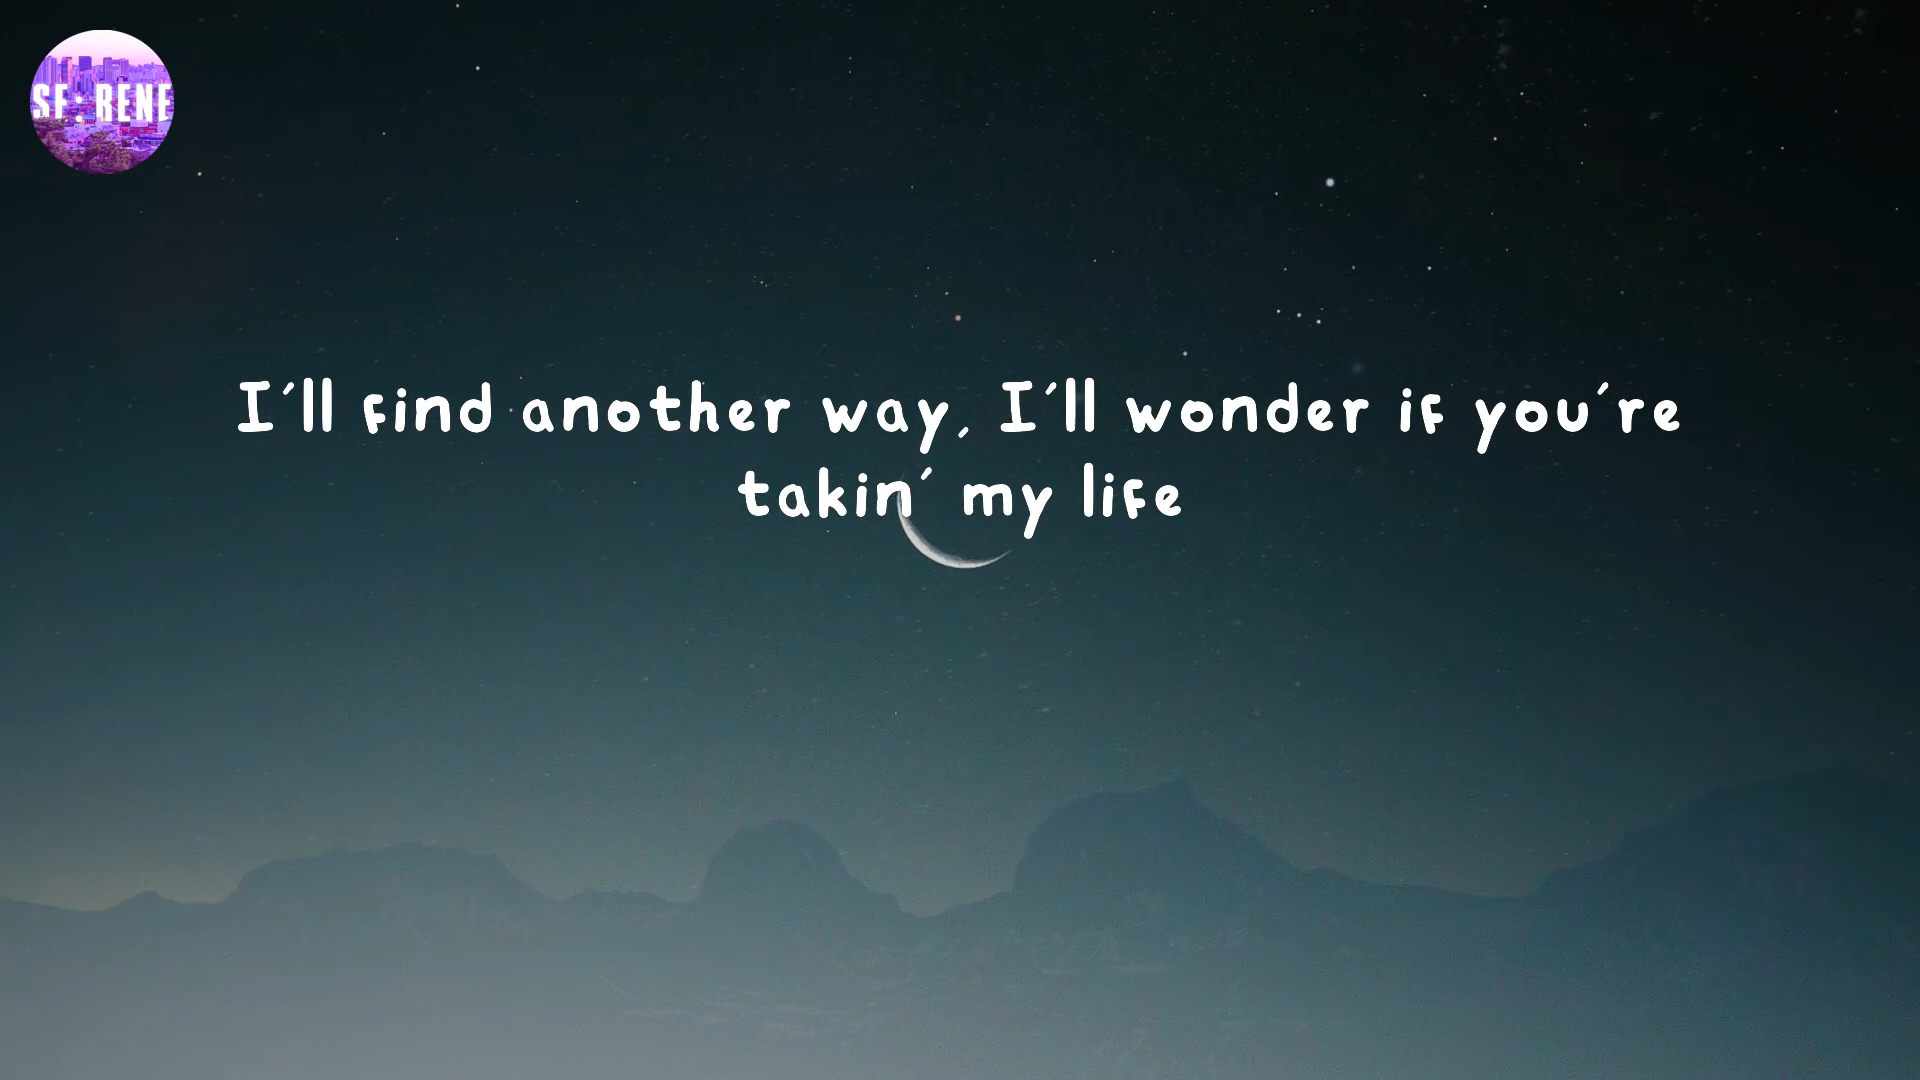 SF:RENE
I'll find another way, I'll wonder if you're
takin' my life